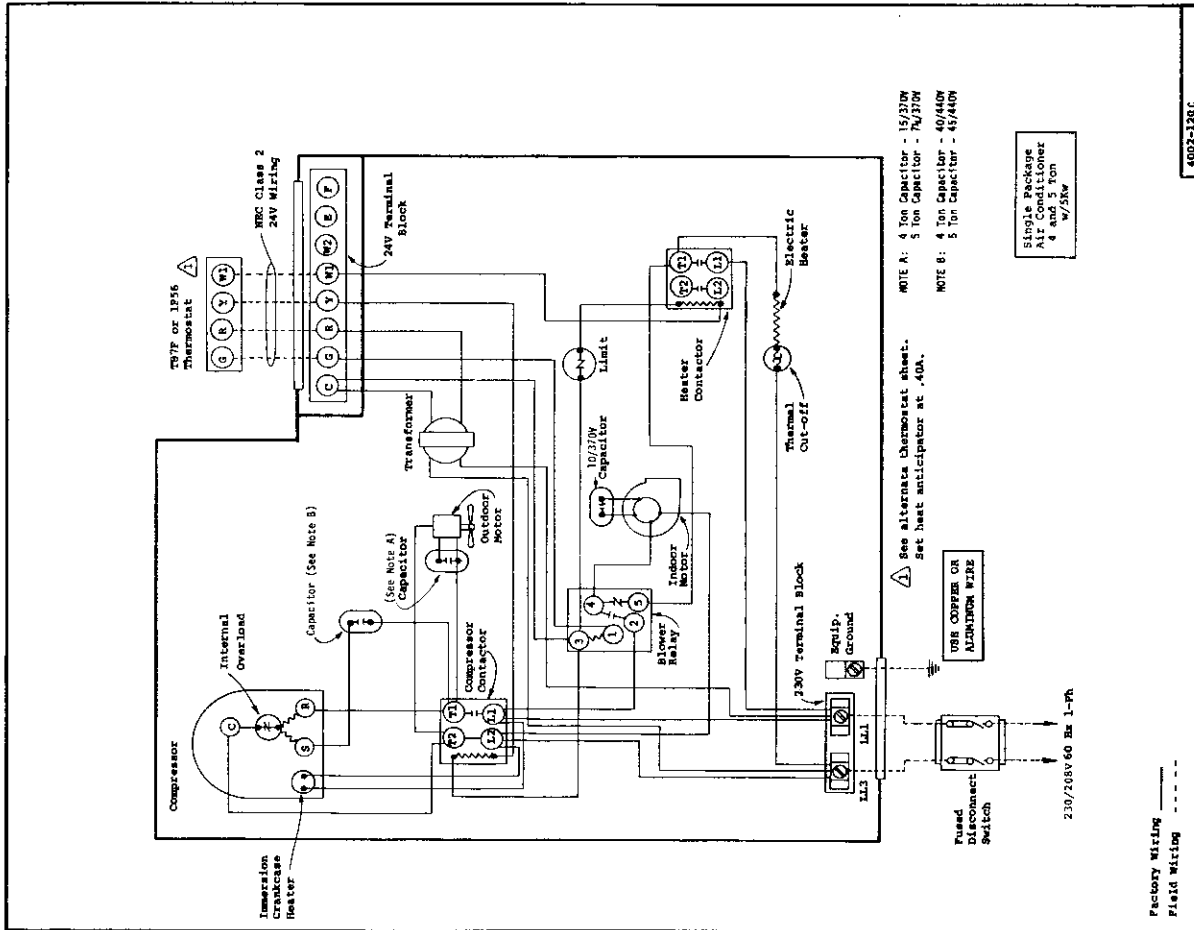 T87F or 1P56
Thermostat
1
G R Y W1
NEC Class 2
24V Wiring
C G R Y W1 W2 E F
24V Terminal
Block
Transformer
Compressor
Internal
Overload
C
S R
Immersion
Crankcase
Heater
Capacitor (See Note B)
(See Note A)
Capacitor
Outdoor
Motor
Compressor
Contactor
T2 T1
L2 L1
10/370V
Capacitor
Indoor
Motor
Blower
Relay
3 4
1 2 5
Limit
Heater
Contactor
T2 T1
L2 L1
Electric
Heater
Thermal
Cut-off
230V Terminal Block
LL3 LL1
Equip.
Ground
USE COPPER OR
ALUMINUM WIRE
Fused
Disconnect
Switch
230/208V 60 Hz 1-Ph
1 See alternate thermostat sheet.
Set heat anticipator at .40A.
NOTE A: 4 Ton Capacitor - 15/370V
5 Ton Capacitor - 7½/370V
NOTE B: 4 Ton Capacitor - 40/440V
5 Ton Capacitor - 45/440V
Single Package
Air Conditioner
4 and 5 Ton
w/5Kw
Factory Wiring
Field Wiring